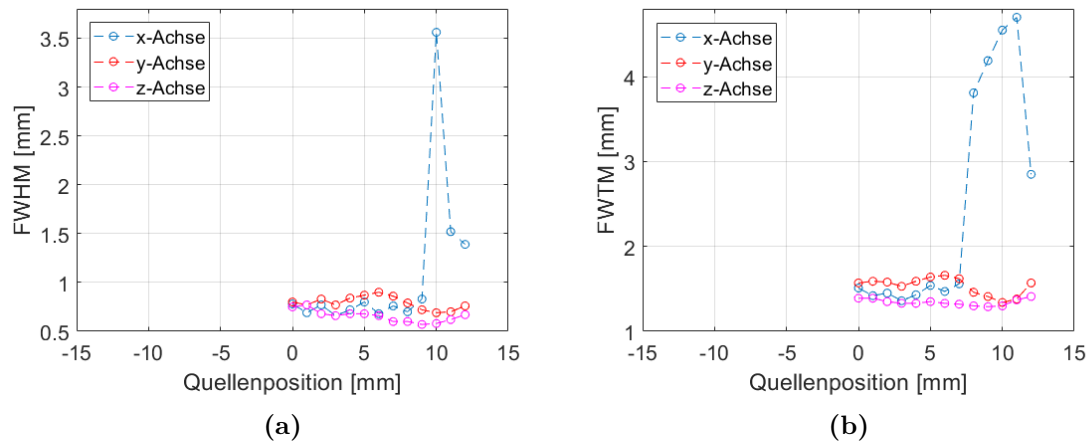 3.5
3
2.5
2
1.5
1
0.5
FWHM [mm]
x-Achse
y-Achse
z-Achse
-15
-10
-5
0
5
10
15
Quellenposition [mm]
(a)
4
3
2
1
FWTM [mm]
x-Achse
y-Achse
z-Achse
-15
-10
-5
0
5
10
15
Quellenposition [mm]
(b)